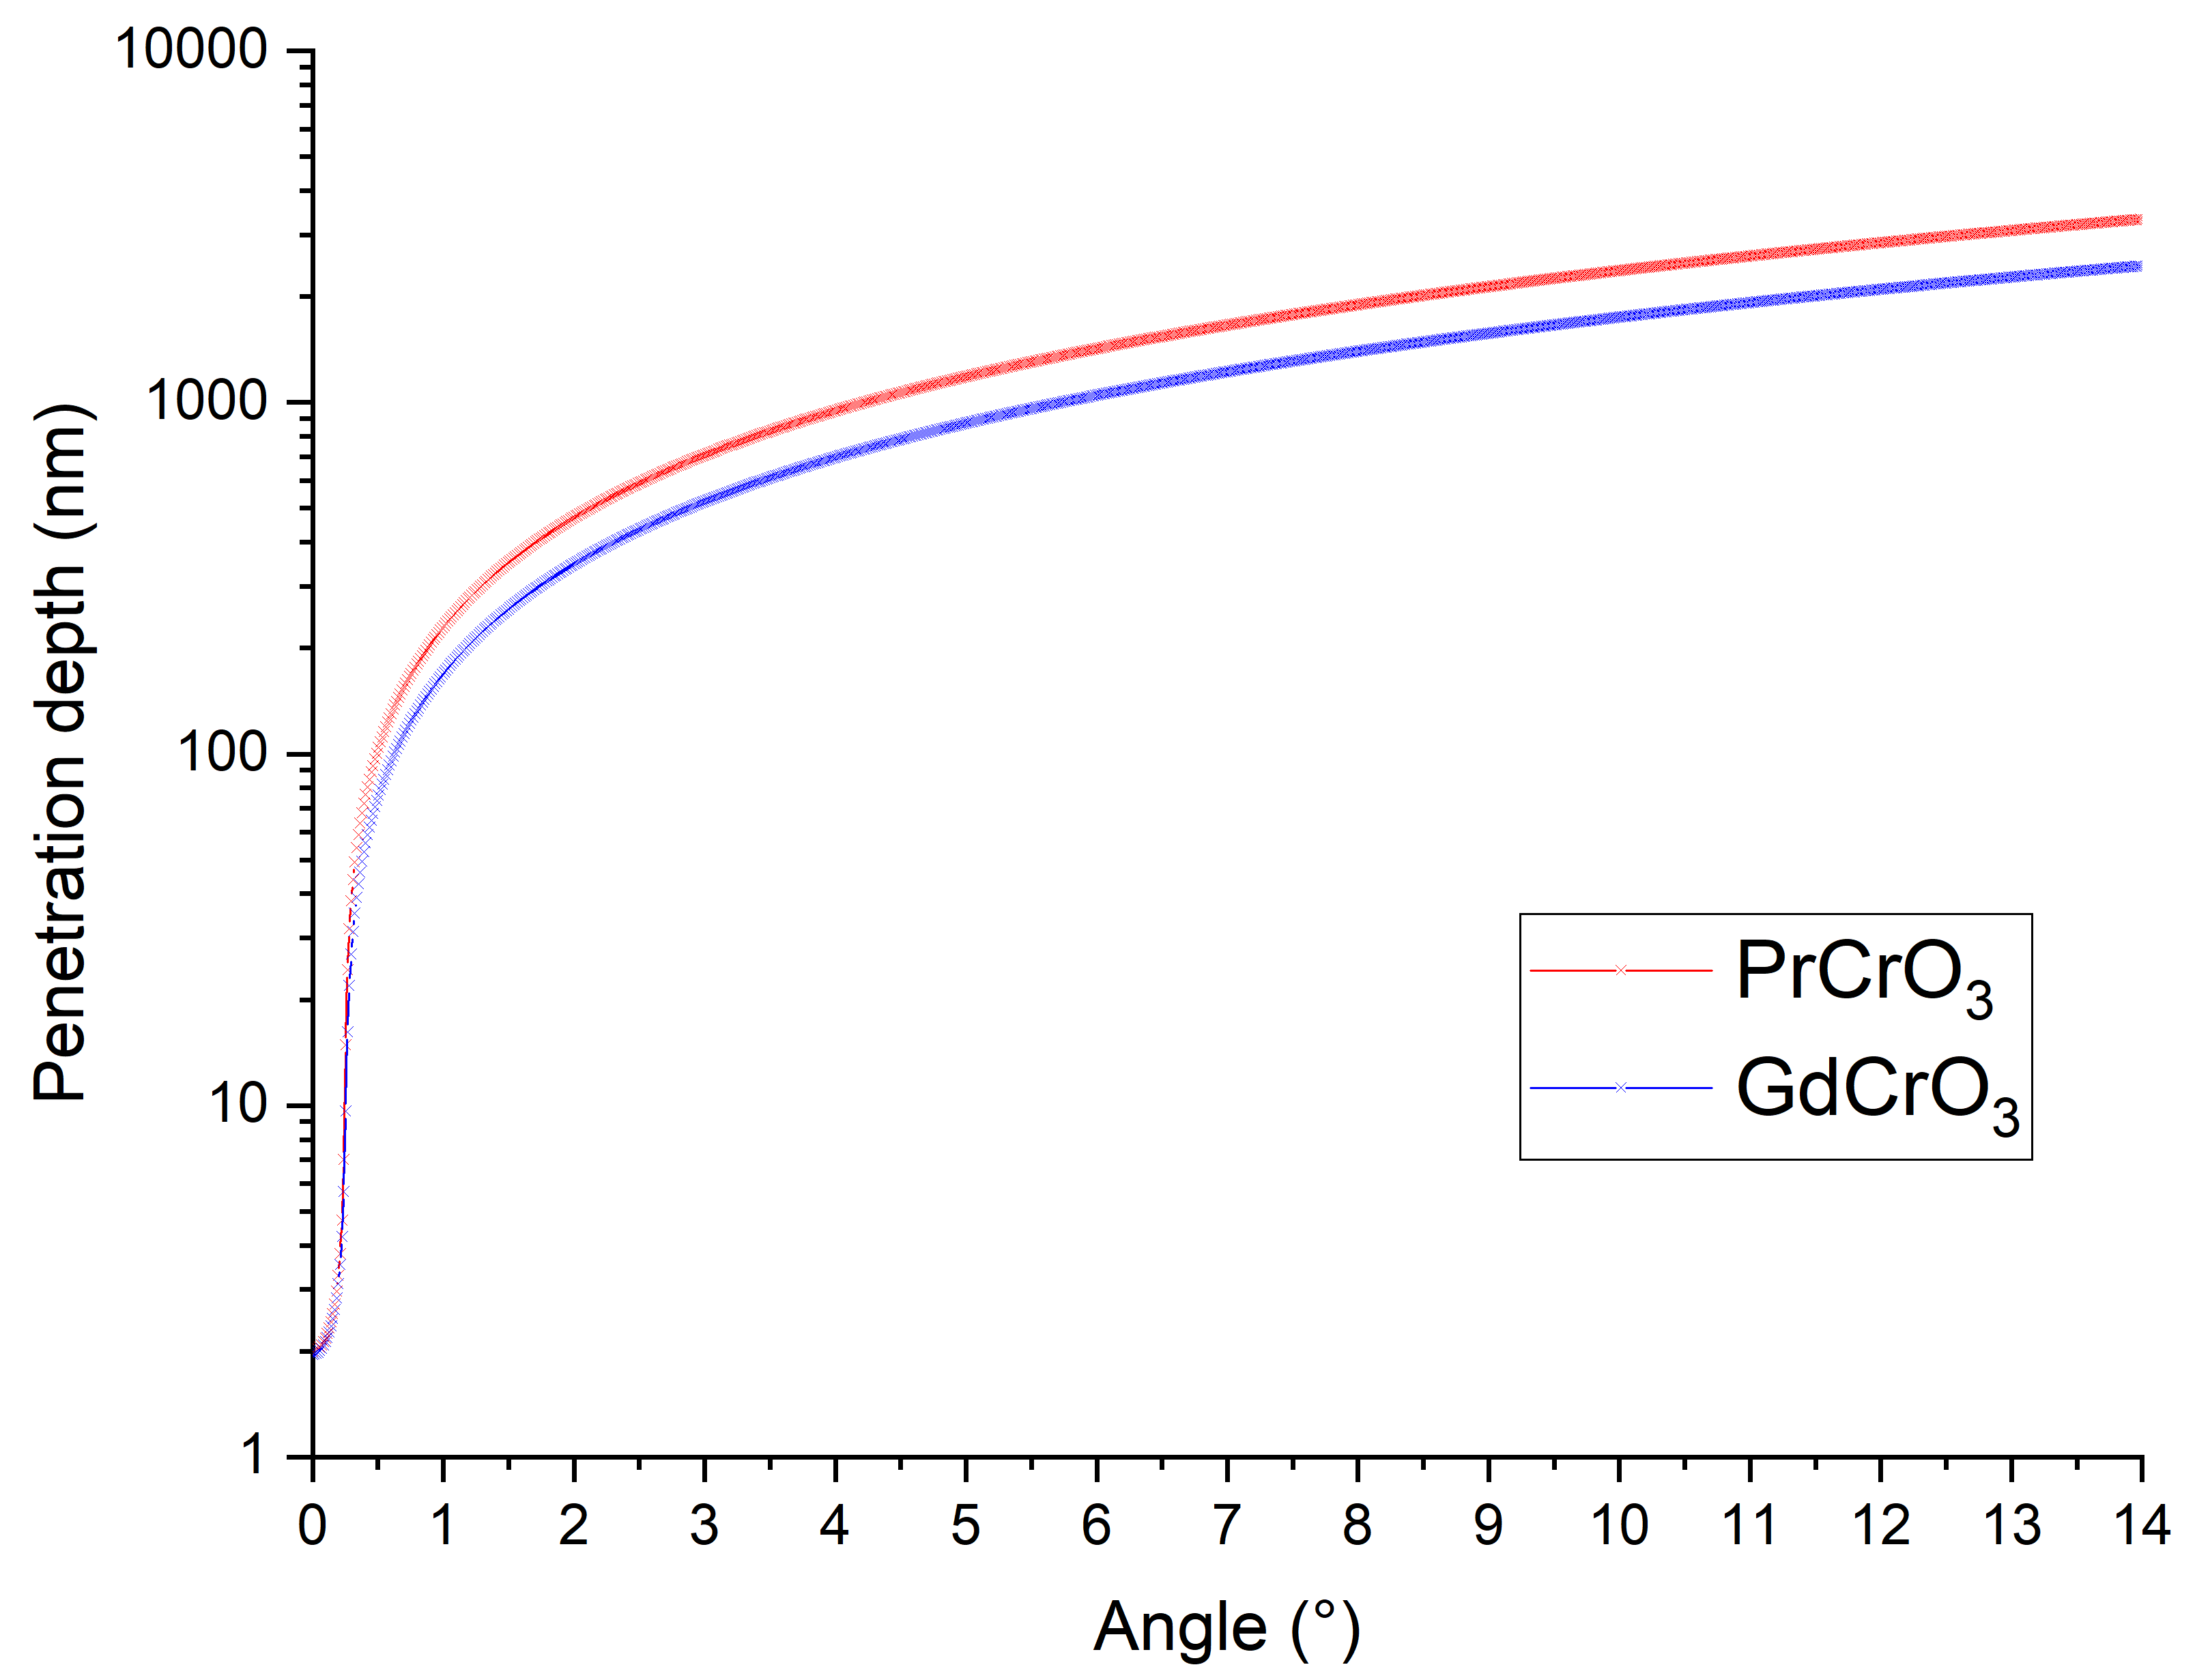 10000
1000
100
10
1
Penetration depth (nm)
PrCrO₃
GdCrO₃
0 1 2 3 4 5 6 7 8 9 10 11 12 13 14
Angle (°)